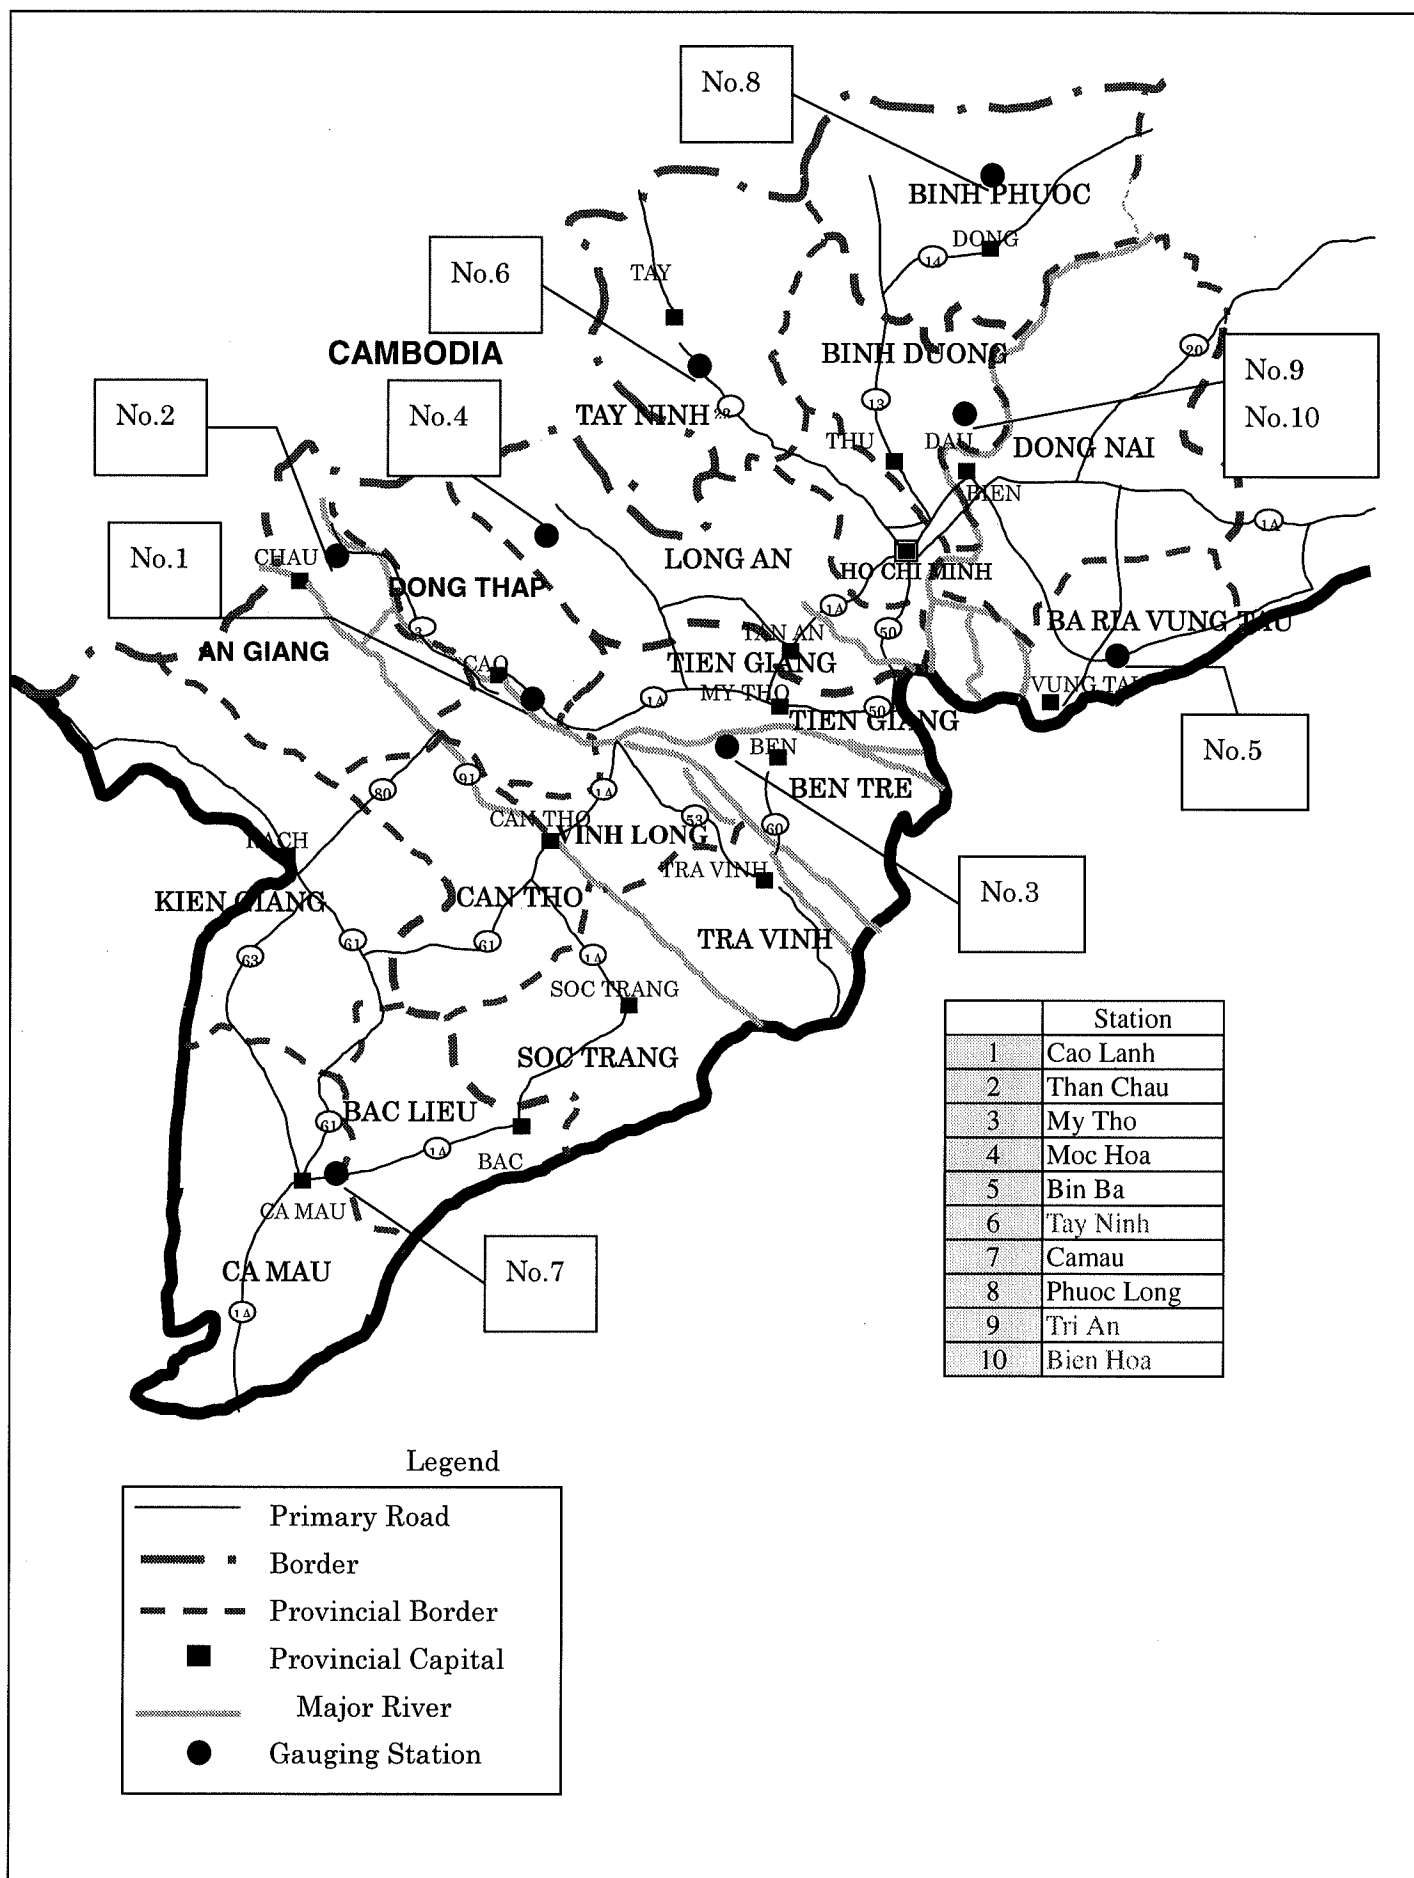 No.8
BINH PHUOC
DONG
14
No.6
TAY
CAMBODIA
BINH DUONG
20
No.9
No.10
No.2
No.4
TAY NINH
22
13
THU
DAU
DONG NAI
BIEN
1A
No.1
CHAU
DONG THAP
LONG AN
HO CHI MINH
1A
50
BA RIA VUNG TAU
AN GIANG
CAO
TAN AN
TIEN GIANG
MY THO
1A
50
VUNG TAU
TIEN GIANG
No.5
BEN
91
80
1A
BEN TRE
53
60
CAN THO
VINH LONG
RACH
TRA VINH
KIEN GIANG
CAN THO
No.3
61
61
63
1A
TRA VINH
SOC TRANG
SOC TRANG
BAC LIEU
61
1A
BAC
CA MAU
CA MAU
No.7
1A
Station
1 Cao Lanh
2 Than Chau
3 My Tho
4 Moc Hoa
5 Bin Ba
6 Tay Ninh
7 Camau
8 Phuoc Long
9 Tri An
10 Bien Hoa
Legend
Primary Road
Border
Provincial Border
Provincial Capital
Major River
Gauging Station